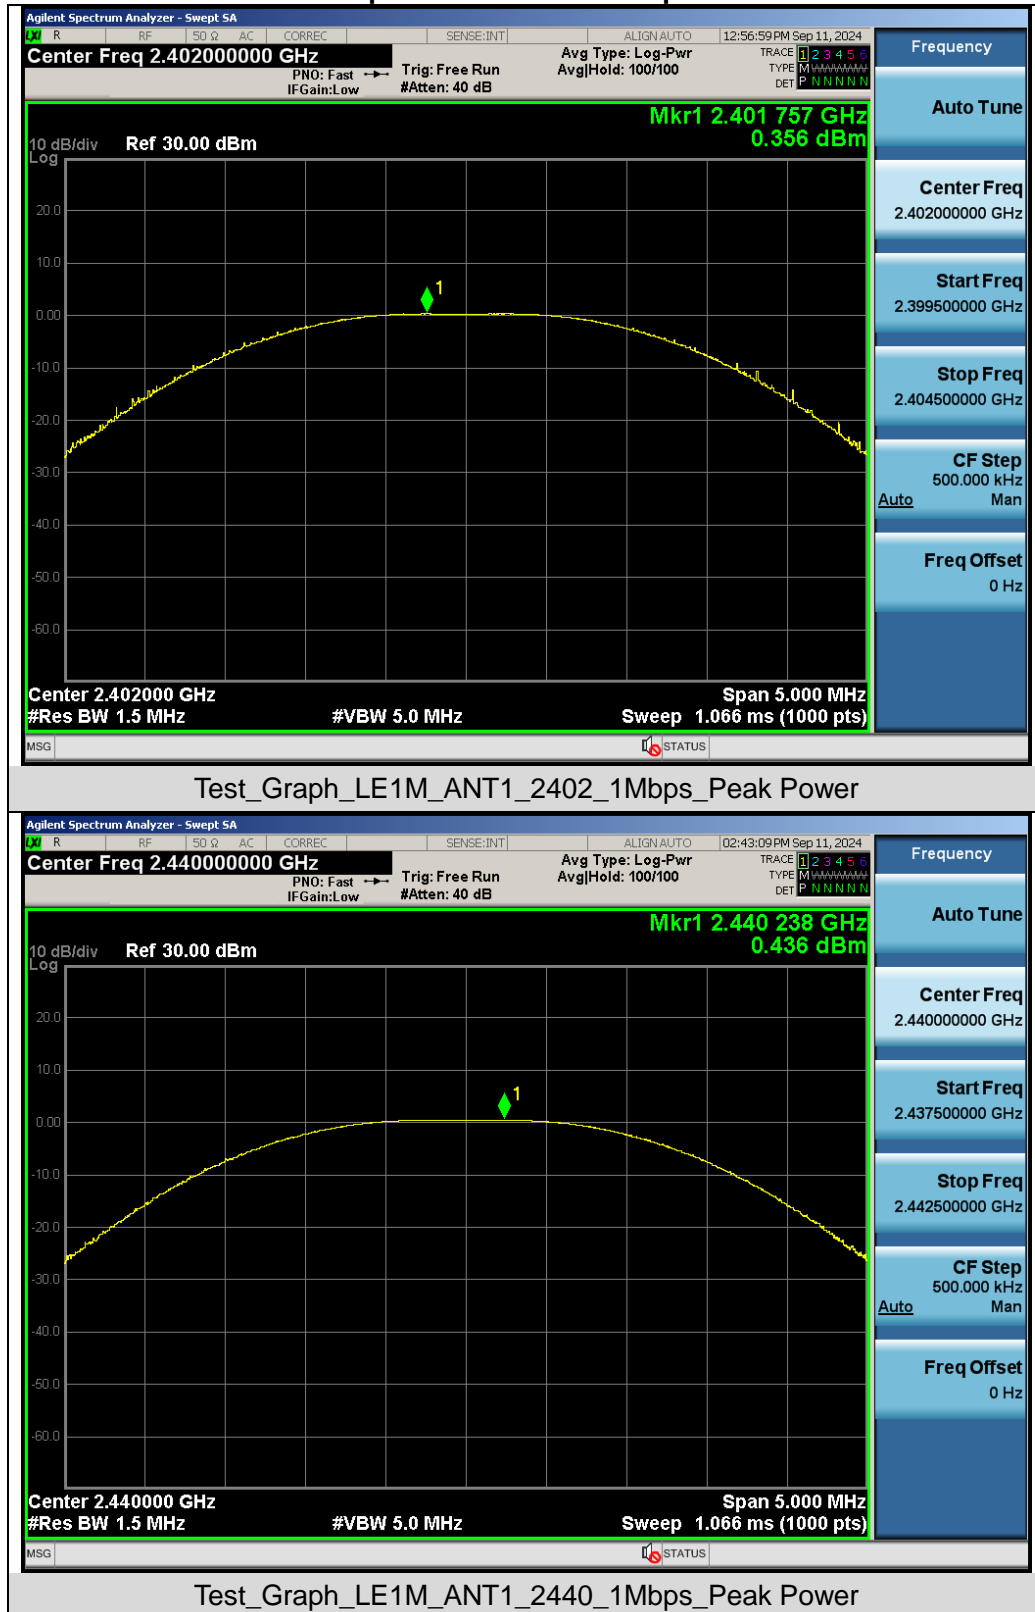 Agilent Spectrum Analyzer - Swept SA
LXI R RF 50 Ω AC CORREC SENSE:INT ALIGN AUTO 12:56:59 PM Sep 11, 2024
Center Freq 2.402000000 GHz
PNO: Fast
IFGain:Low
Trig: Free Run
#Atten: 40 dB
Avg Type: Log-Pwr
Avg|Hold: 100/100
TRACE 1 2 3 4 5 6
TYPE M WWWWW
DET P N N N N N
Mkr1 2.401 757 GHz
0.356 dBm
10 dB/div Ref 30.00 dBm
Log
20.0
10.0
0.00
-10.0
-20.0
-30.0
-40.0
-50.0
-60.0
1
Center 2.402000 GHz Span 5.000 MHz
#Res BW 1.5 MHz #VBW 5.0 MHz Sweep 1.066 ms (1000 pts)
MSG STATUS
Frequency
Auto Tune
Center Freq
2.402000000 GHz
Start Freq
2.399500000 GHz
Stop Freq
2.404500000 GHz
CF Step
500.000 kHz
Auto Man
Freq Offset
0 Hz
Test_Graph_LE1M_ANT1_2402_1Mbps_Peak Power
Agilent Spectrum Analyzer - Swept SA
LXI R RF 50 Ω AC CORREC SENSE:INT ALIGN AUTO 02:43:09 PM Sep 11, 2024
Center Freq 2.440000000 GHz
PNO: Fast
IFGain:Low
Trig: Free Run
#Atten: 40 dB
Avg Type: Log-Pwr
Avg|Hold: 100/100
TRACE 1 2 3 4 5 6
TYPE M WWWWW
DET P N N N N N
Mkr1 2.440 238 GHz
0.436 dBm
10 dB/div Ref 30.00 dBm
Log
20.0
10.0
0.00
-10.0
-20.0
-30.0
-40.0
-50.0
-60.0
1
Center 2.440000 GHz Span 5.000 MHz
#Res BW 1.5 MHz #VBW 5.0 MHz Sweep 1.066 ms (1000 pts)
MSG STATUS
Frequency
Auto Tune
Center Freq
2.440000000 GHz
Start Freq
2.437500000 GHz
Stop Freq
2.442500000 GHz
CF Step
500.000 kHz
Auto Man
Freq Offset
0 Hz
Test_Graph_LE1M_ANT1_2440_1Mbps_Peak Power